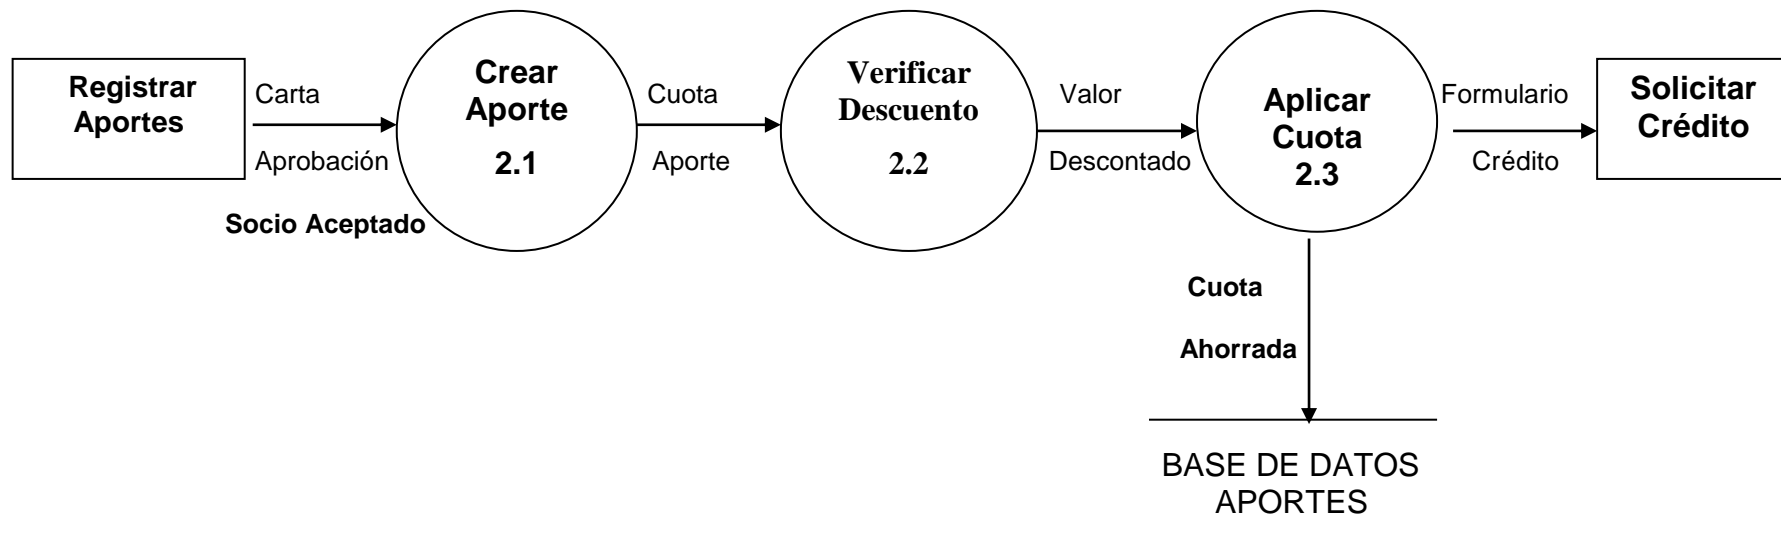 Registrar
Aportes
Carta
Aprobación
Socio Aceptado
Crear
Aporte
2.1
Cuota
Aporte
Verificar
Descuento
2.2
Valor
Descontado
Aplicar
Cuota
2.3
Formulario
Crédito
Solicitar
Crédito
Cuota
Ahorrada
BASE DE DATOS
APORTES